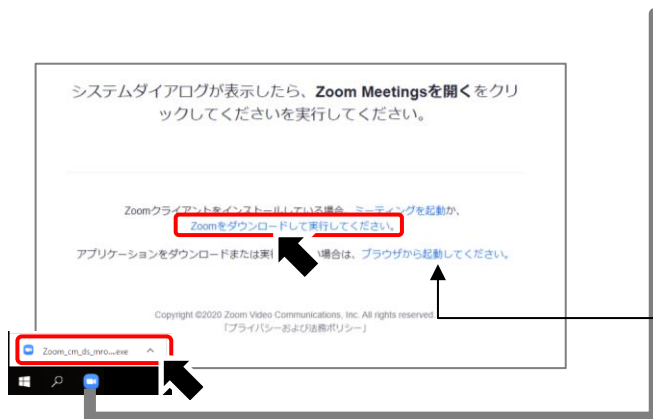 システムダイアログが表示したら、Zoom Meetingsを開くをクリ
ックしてくださいを実行してください。
Zoomクライアントをインストールしている場合、ミーティングを起動か、
Zoomをダウンロードして実行してください。
アプリケーションをダウンロードまたは実 い場合は、ブラウザから起動してください。
Copyright ©2020 Zoom Video Communications, Inc. All rights reserved.
「プライバシーおよび法務ポリシー」
Zoom_cm_ds_mro....exe